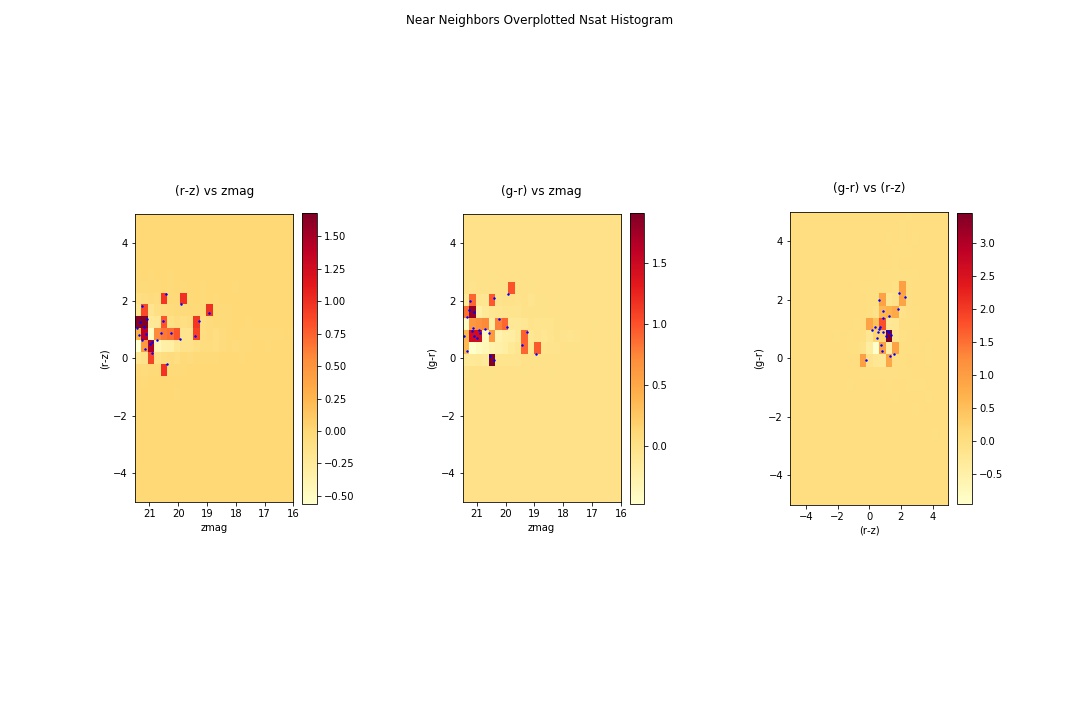 Near Neighbors Overplotted Nsat Histogram
(r-z) vs zmag
(r-z)
4
2
0
−2
−4
21 20 19 18 17 16
zmag
1.50
1.25
1.00
0.75
0.50
0.25
0.00
−0.25
−0.50
(g-r) vs zmag
(g-r)
4
2
0
−2
−4
21 20 19 18 17 16
zmag
1.5
1.0
0.5
0.0
(g-r) vs (r-z)
(g-r)
4
2
0
−2
−4
−4 −2 0 2 4
(r-z)
3.0
2.5
2.0
1.5
1.0
0.5
0.0
−0.5